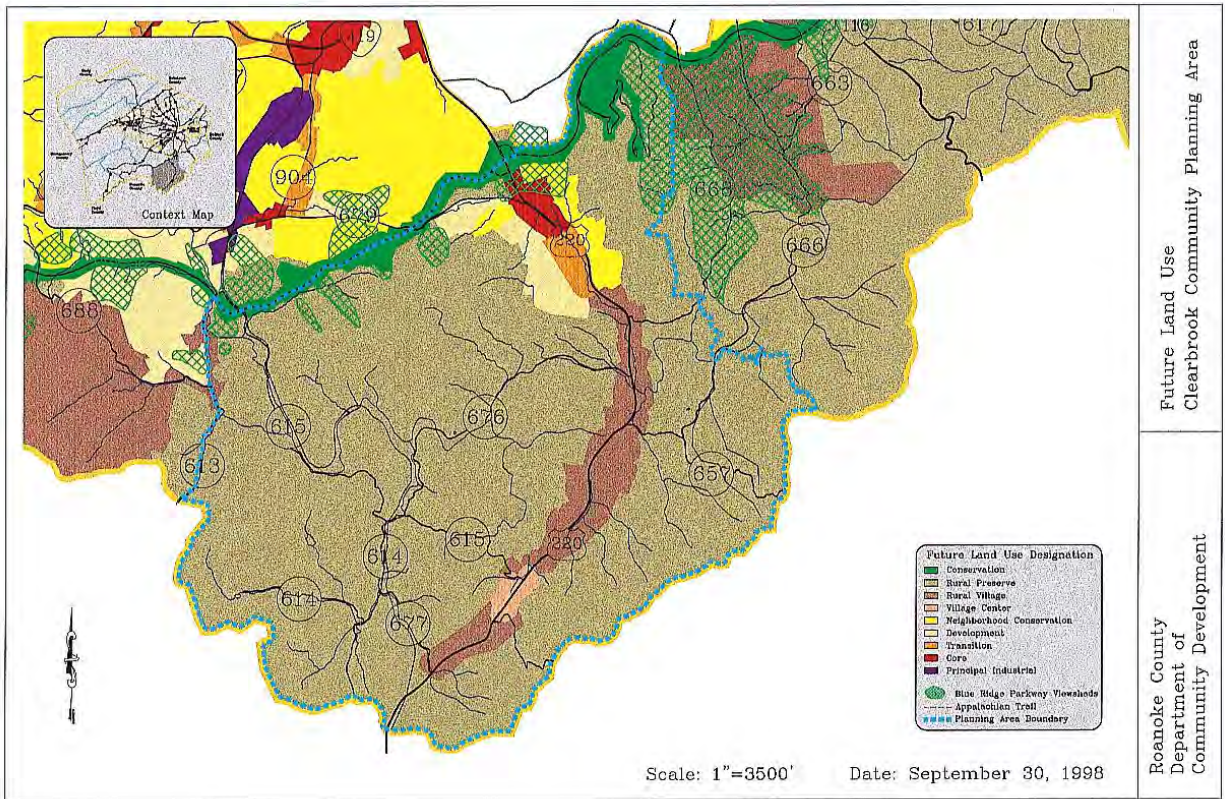 419
116
617
663
904
Context Map
679
668
220
666
688
676
615
613
657
615
220
614
614
677
Future Land Use Designation
Conservation
Rural Preserve
Rural Village
Village Center
Neighborhood Conservation
Development
Transition
Core
Principal Industrial
Blue Ridge Parkway Viewsheds
Appalachian Trail
Planning Area Boundary
Scale: 1"=3500'
Date: September 30, 1998
Future Land Use
Clearbrook Community Planning Area
Roanoke County
Department of
Community Development